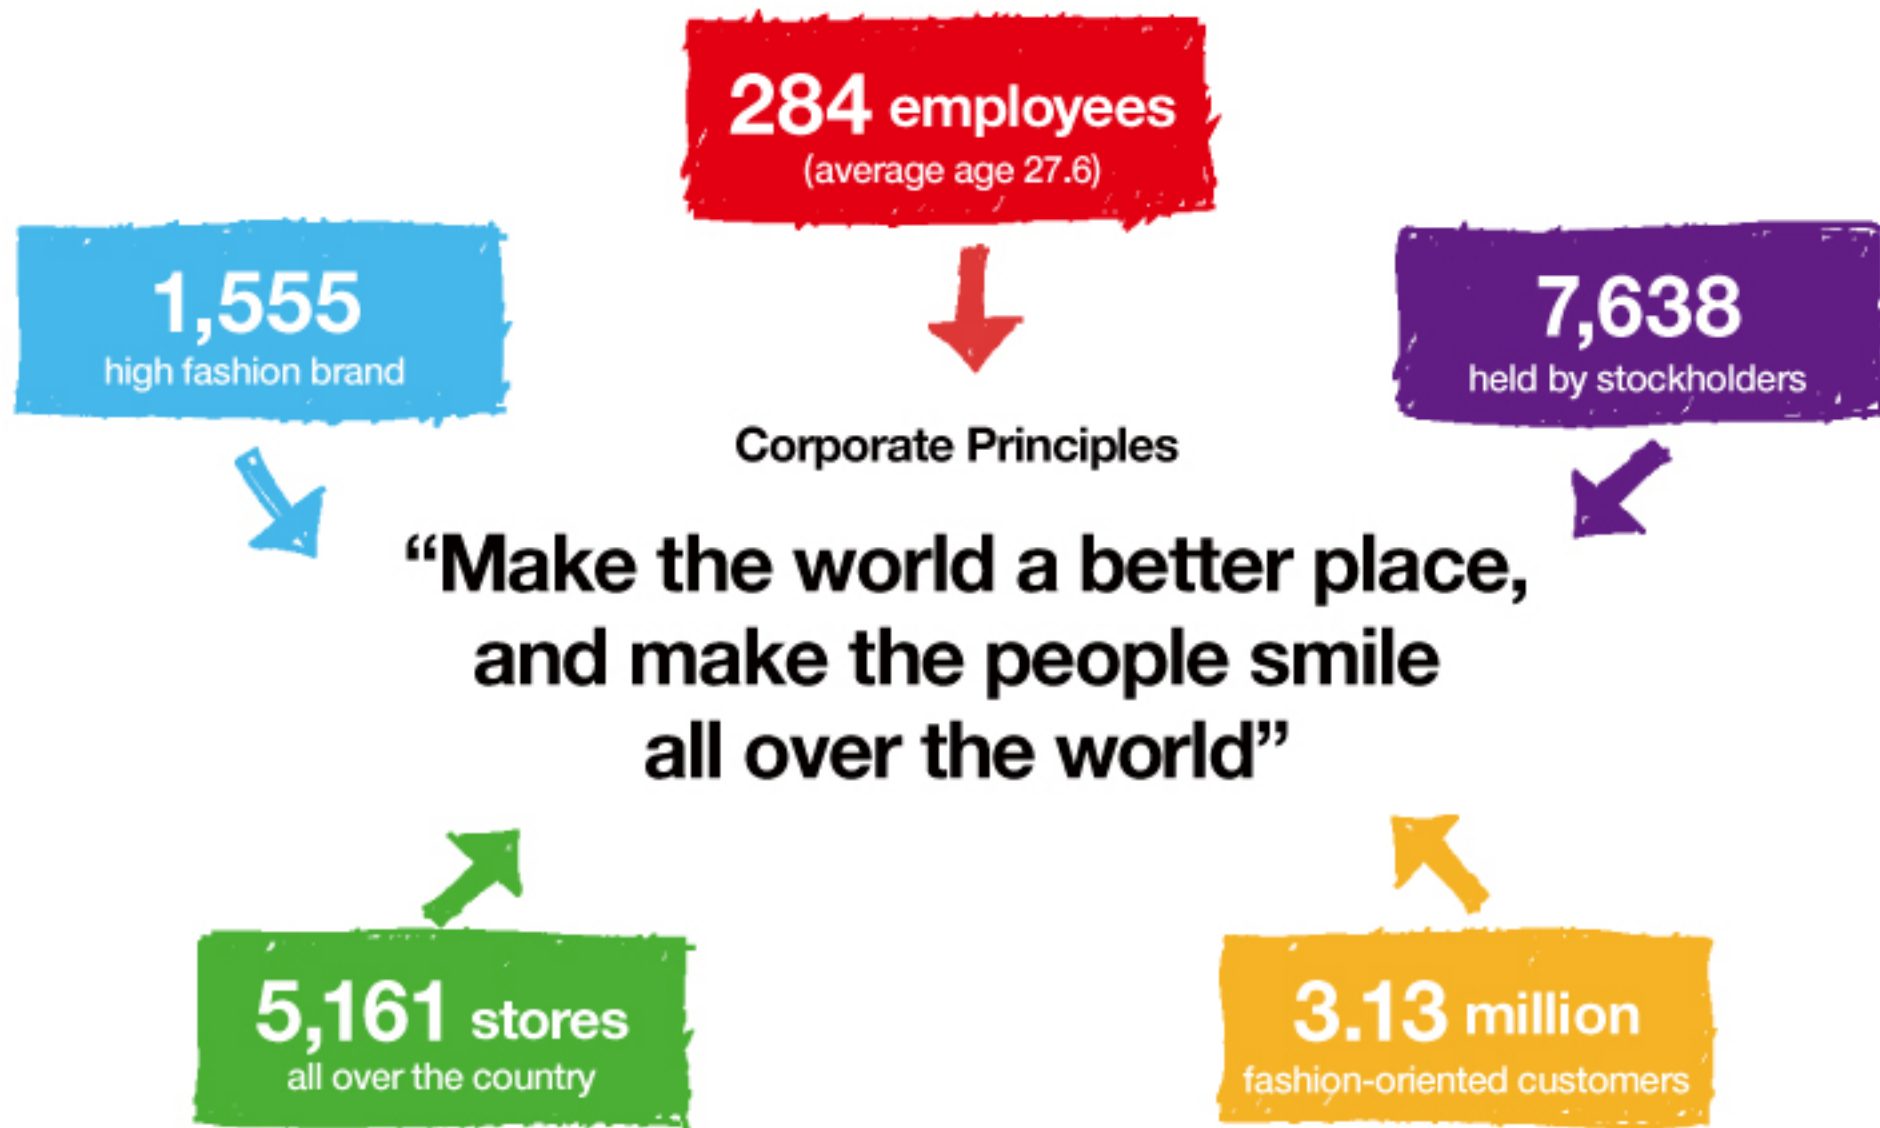 284 employees
(average age 27.6)
1,555
high fashion brand
7,638
held by stockholders
Corporate Principles
“Make the world a better place,
and make the people smile
all over the world”
5,161 stores
all over the country
3.13 million
fashion-oriented customers